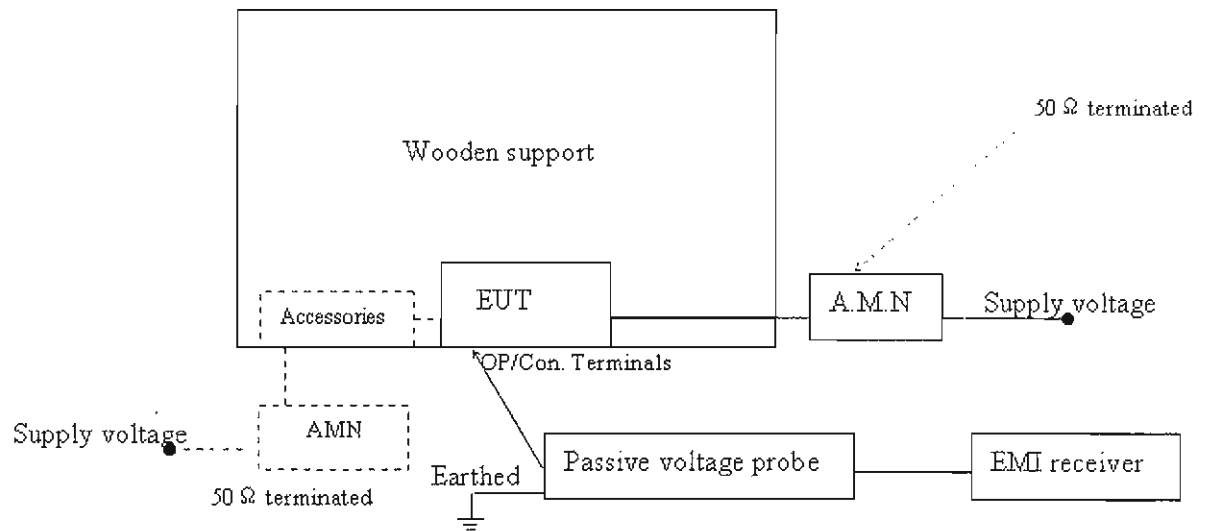 50 Ω terminated
Wooden support
EUT
A.M.N
Supply voltage
Accessories
OP/Con. Terminals
Supply voltage
AMN
Passive voltage probe
EMI receiver
Earthed
50 Ω terminated